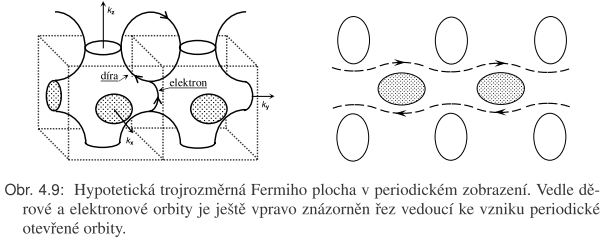 k_z
díra
elektron
k_y
k_x
Obr. 4.9: Hypotetická trojrozměrná Fermiho plocha v periodickém zobrazení. Vedle dě-
rové a elektronové orbity je ještě vpravo znázorněn řez vedoucí ke vzniku periodické
otevřené orbity.